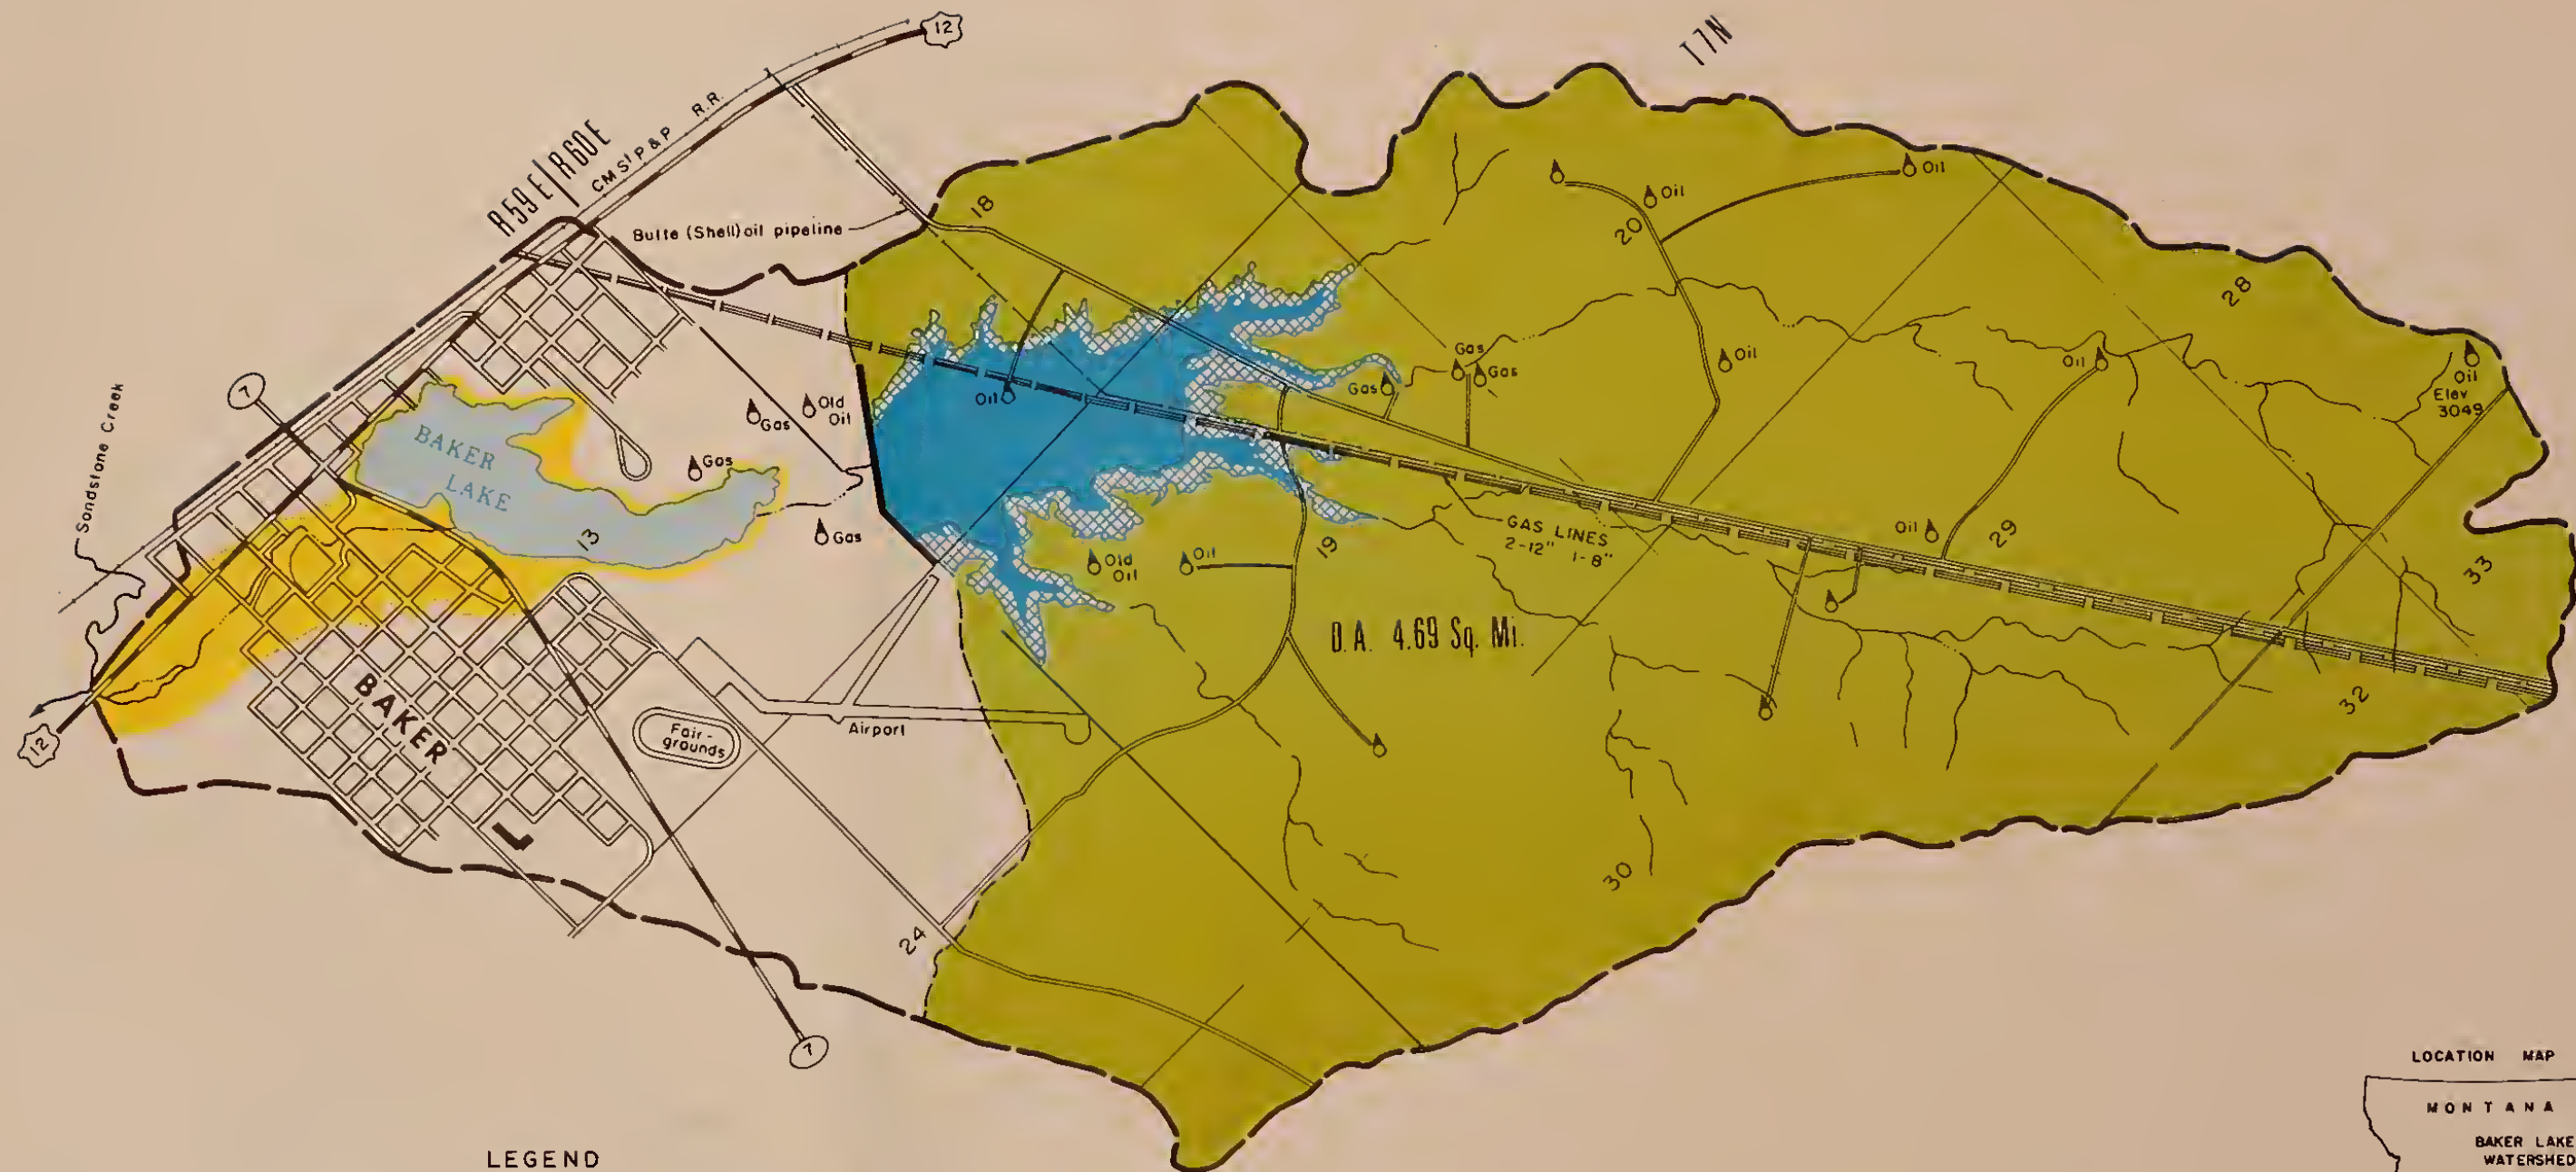 12
T7N
R59E
R60E
CM St P & P R.R.
Butte (Shell) oil pipeline
18
Oil
Oil
20
28
Oil
Elev
3049
Gas
Gas
Gas
Oil
Oil
7
Sandstone Creek
BAKER
LAKE
13
Gas
Old
Oil
Gas
Gas
Oil
GAS LINES
2-12" 1-8"
Oil
29
33
Old
Oil
Oil
19
D.A. 4.69 Sq. Mi.
32
12
BAKER
Fair-
grounds
Airport
30
24
7
LOCATION MAP
MONTANA
BAKER LAKE
WATERSHED
LEGEND